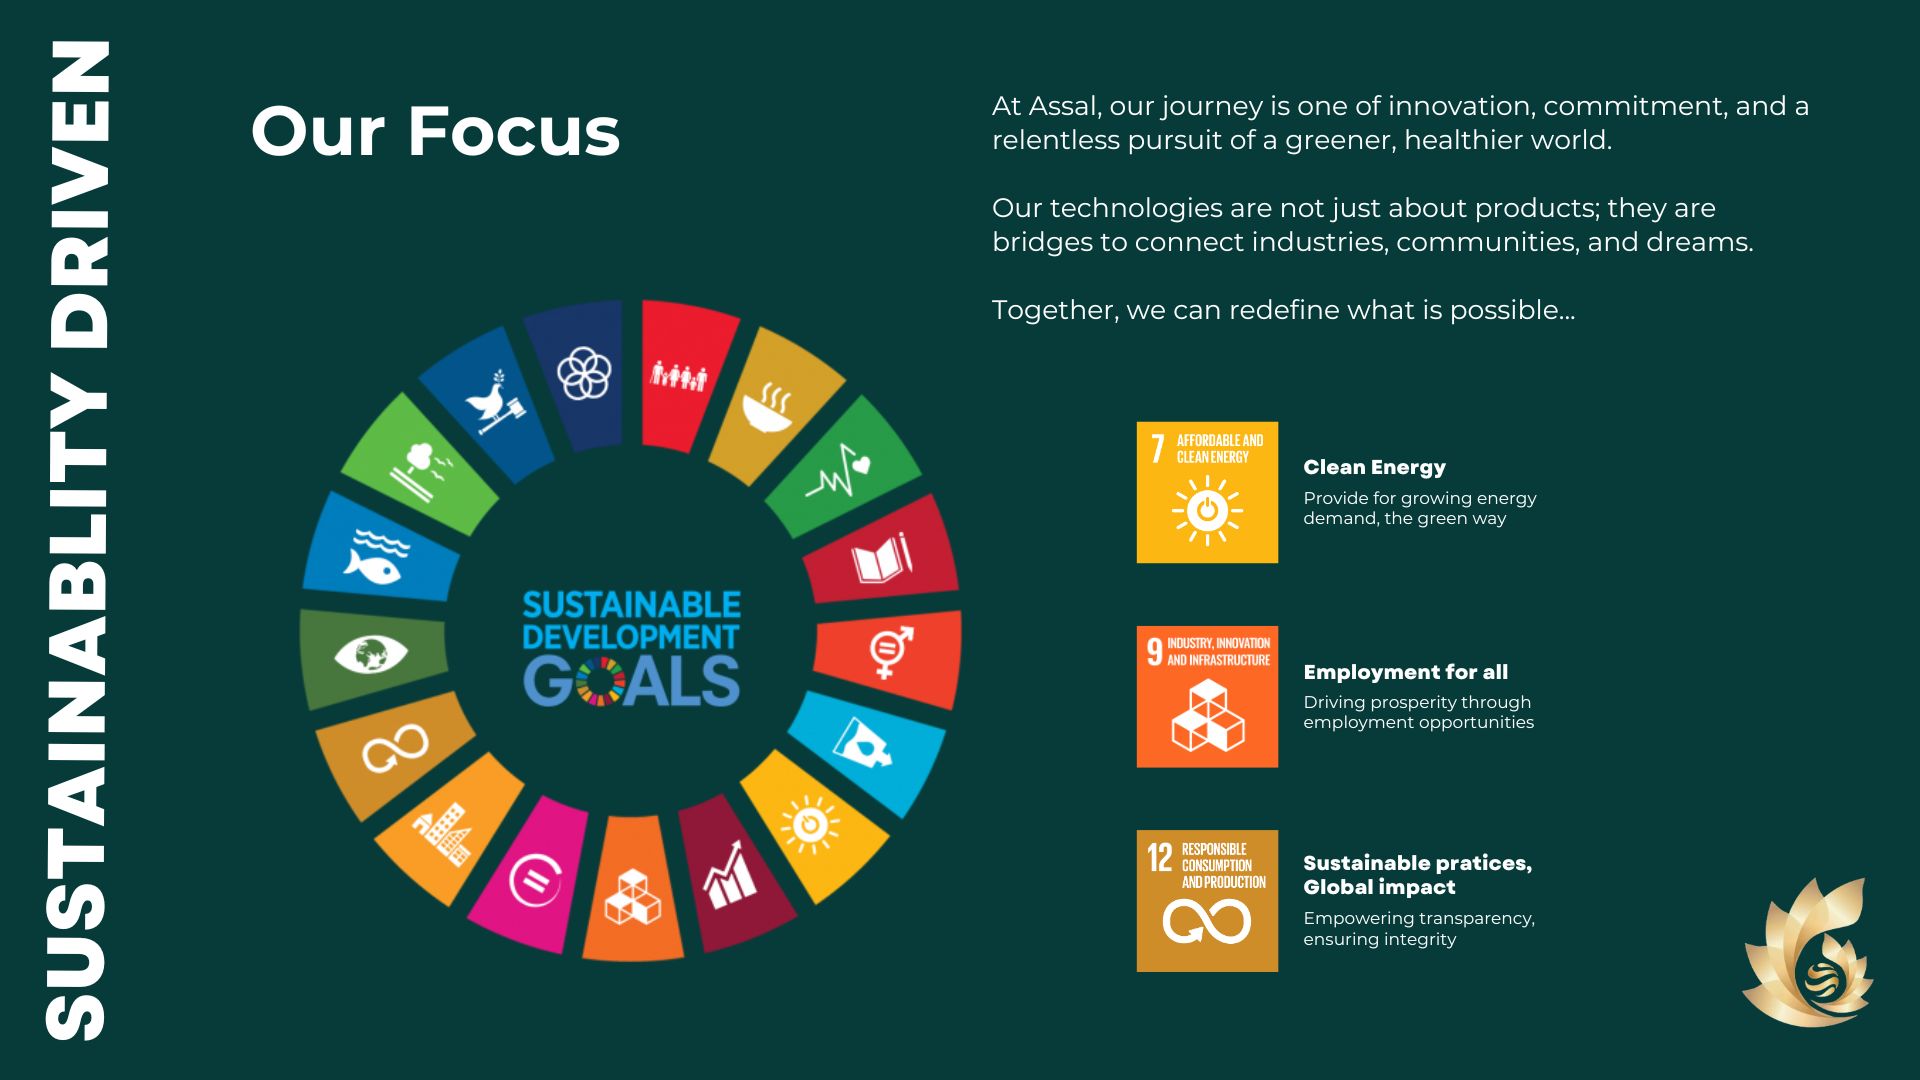 SUSTAINABLITY DRIVEN
Our Focus
At Assal, our journey is one of innovation, commitment, and a
relentless pursuit of a greener, healthier world.
Our technologies are not just about products; they are
bridges to connect industries, communities, and dreams.
Together, we can redefine what is possible...
SUSTAINABLE
DEVELOPMENT
GOALS
7 AFFORDABLE AND
CLEAN ENERGY
Clean Energy
Provide for growing energy
demand, the green way
9 INDUSTRY, INNOVATION
AND INFRASTRUCTURE
Employment for all
Driving prosperity through
employment opportunities
12 RESPONSIBLE
CONSUMPTION
AND PRODUCTION
Sustainable pratices,
Global impact
Empowering transparency,
ensuring integrity